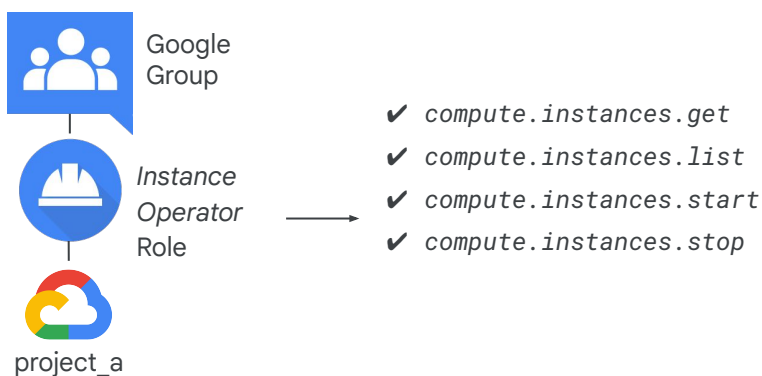 Google
Group
Instance
Operator
Role
project_a
✔ compute.instances.get
✔ compute.instances.list
✔ compute.instances.start
✔ compute.instances.stop